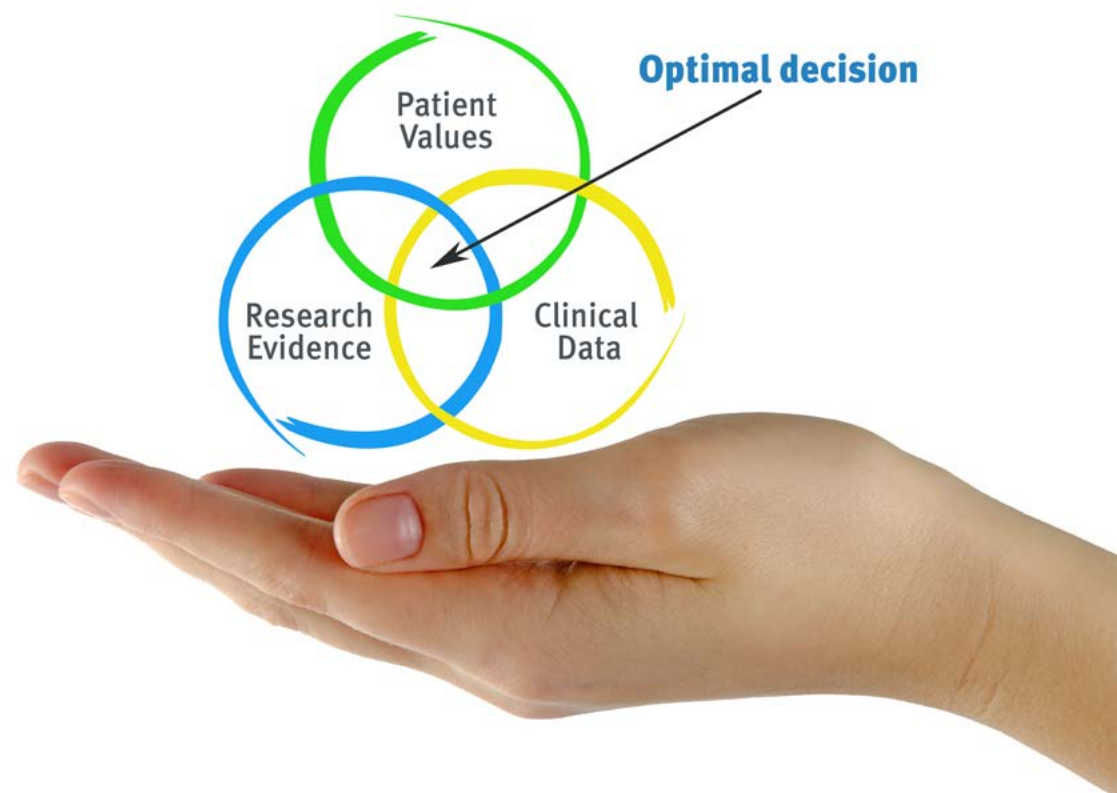 Optimal decision
Patient
Values
Research
Evidence
Clinical
Data